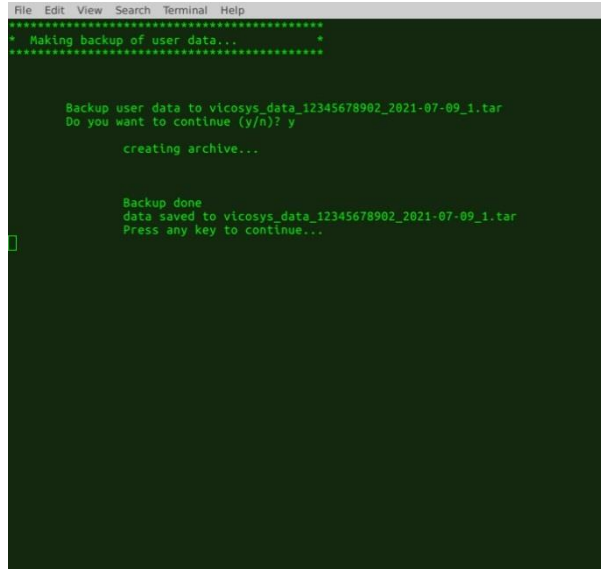 File Edit View Search Terminal Help
********************************************
* Making backup of user data... *
********************************************
Backup user data to vicosys_data_12345678902_2021-07-09_1.tar
Do you want to continue (y/n)? y
creating archive...
Backup done
data saved to vicosys_data_12345678902_2021-07-09_1.tar
Press any key to continue...